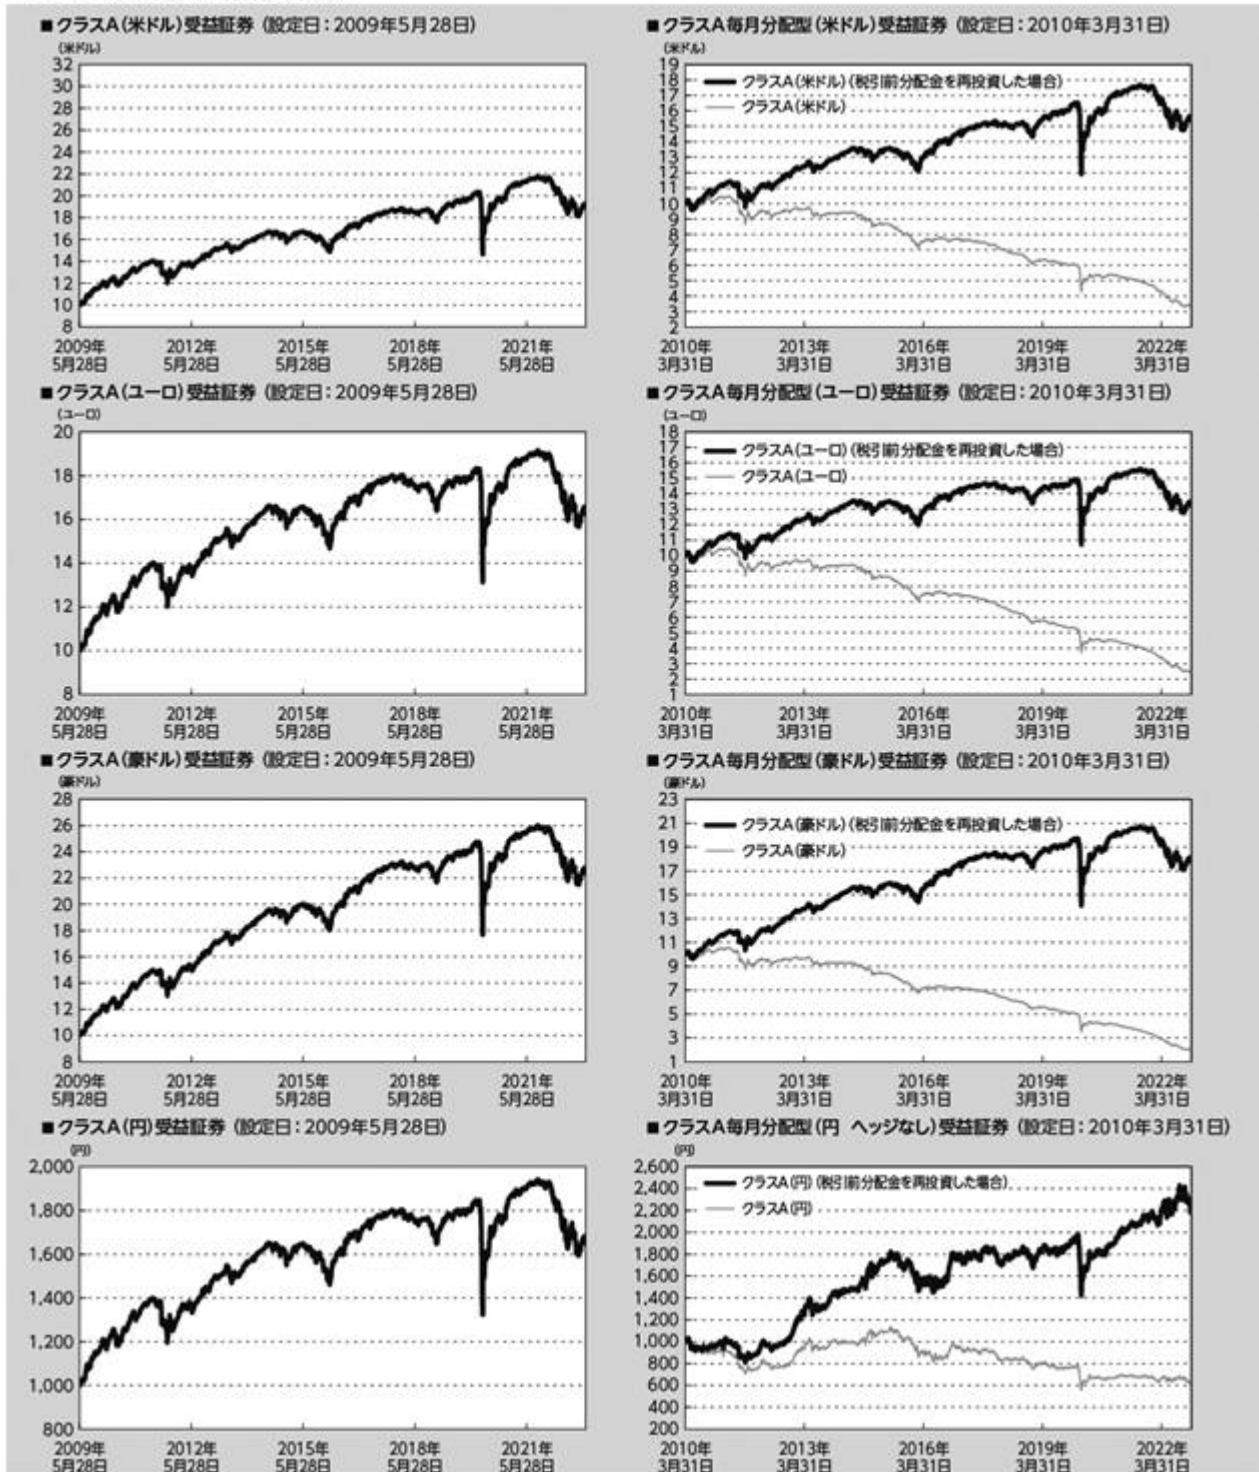 ■クラスA(米ドル)受益証券（設定日：2009年5月28日）
(米ドル)
32
30
28
26
24
22
20
18
16
14
12
10
8
2009年 2012年 2015年 2018年 2021年
5月28日 5月28日 5月28日 5月28日 5月28日
■クラスA毎月分配型(米ドル)受益証券（設定日：2010年3月31日）
(米ドル)
クラスA(米ドル)(税引前分配金を再投資した場合)
クラスA(米ドル)
19
18
17
16
15
14
13
12
11
10
9
8
7
6
5
4
3
2
2010年 2013年 2016年 2019年 2022年
3月31日 3月31日 3月31日 3月31日 3月31日
■クラスA(ユーロ)受益証券（設定日：2009年5月28日）
(ユーロ)
20
18
16
14
12
10
8
2009年 2012年 2015年 2018年 2021年
5月28日 5月28日 5月28日 5月28日 5月28日
■クラスA毎月分配型(ユーロ)受益証券（設定日：2010年3月31日）
(ユーロ)
クラスA(ユーロ)(税引前分配金を再投資した場合)
クラスA(ユーロ)
18
17
16
15
14
13
12
11
10
9
8
7
6
5
4
3
2
1
2010年 2013年 2016年 2019年 2022年
3月31日 3月31日 3月31日 3月31日 3月31日
■クラスA(豪ドル)受益証券（設定日：2009年5月28日）
(豪ドル)
28
26
24
22
20
18
16
14
12
10
8
2009年 2012年 2015年 2018年 2021年
5月28日 5月28日 5月28日 5月28日 5月28日
■クラスA毎月分配型(豪ドル)受益証券（設定日：2010年3月31日）
(豪ドル)
クラスA(豪ドル)(税引前分配金を再投資した場合)
クラスA(豪ドル)
23
21
19
17
15
13
11
9
7
5
3
1
2010年 2013年 2016年 2019年 2022年
3月31日 3月31日 3月31日 3月31日 3月31日
■クラスA(円)受益証券（設定日：2009年5月28日）
(円)
2,000
1,800
1,600
1,400
1,200
1,000
800
2009年 2012年 2015年 2018年 2021年
5月28日 5月28日 5月28日 5月28日 5月28日
■クラスA毎月分配型(円 ヘッジなし)受益証券（設定日：2010年3月31日）
(円)
クラスA(円)(税引前分配金を再投資した場合)
クラスA(円)
2,600
2,400
2,200
2,000
1,800
1,600
1,400
1,200
1,000
800
600
400
200
2010年 2013年 2016年 2019年 2022年
3月31日 3月31日 3月31日 3月31日 3月31日